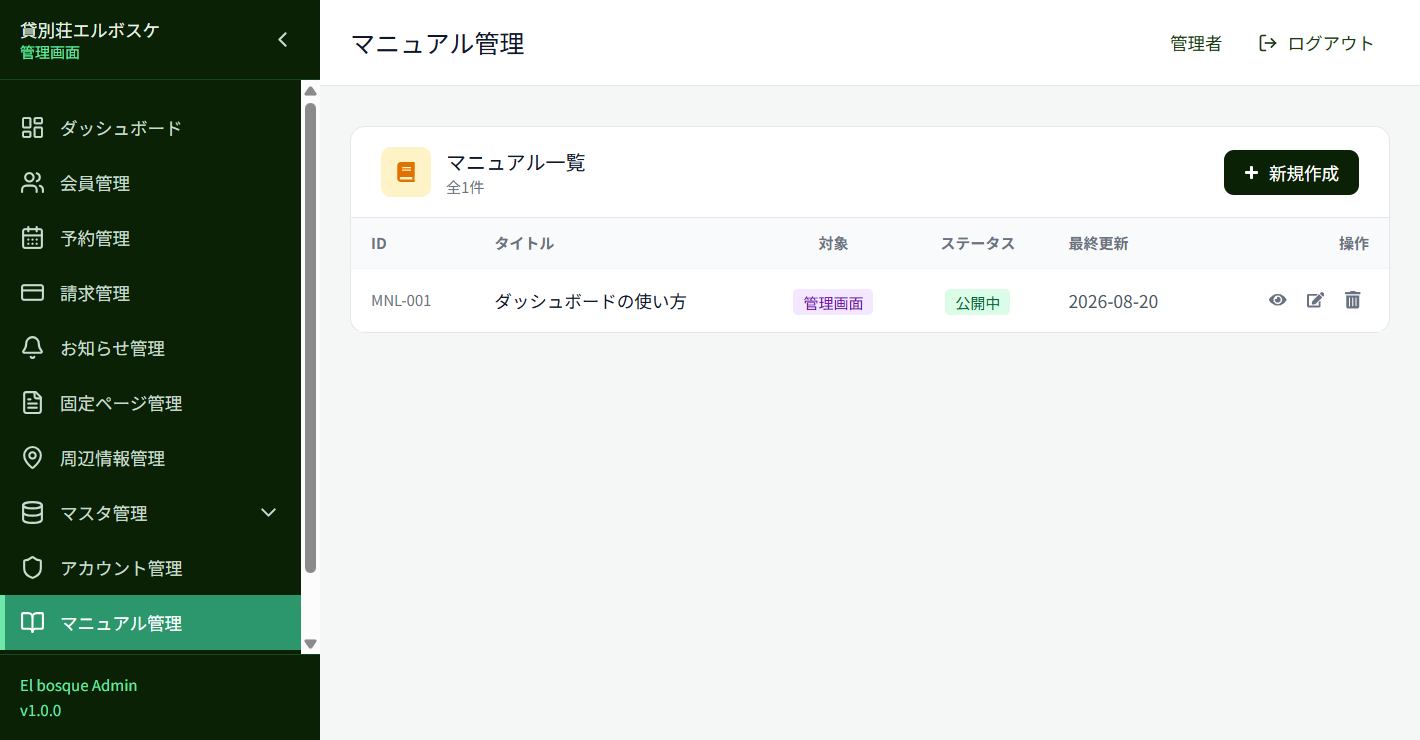 貸別荘エルボスケ
管理画面
ダッシュボード
会員管理
予約管理
請求管理
お知らせ管理
固定ページ管理
周辺情報管理
マスタ管理
アカウント管理
マニュアル管理
El bosque Admin
v1.0.0
マニュアル管理
管理者 ログアウト
マニュアル一覧
全1件
新規作成
ID タイトル 対象 ステータス 最終更新 操作
MNL-001 ダッシュボードの使い方 管理画面 公開中 2026-08-20